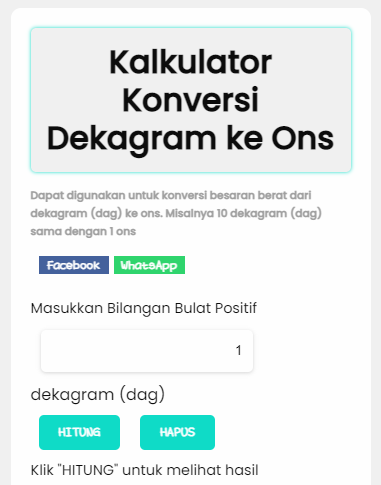 Kalkulator
Konversi
Dekagram ke Ons
Dapat digunakan untuk konversi besaran berat dari
dekagram (dag) ke ons. Misalnya 10 dekagram (dag)
sama dengan 1 ons
Facebook WhatsApp
Masukkan Bilangan Bulat Positif
1
dekagram (dag)
HITUNG HAPUS
Klik "HITUNG" untuk melihat hasil